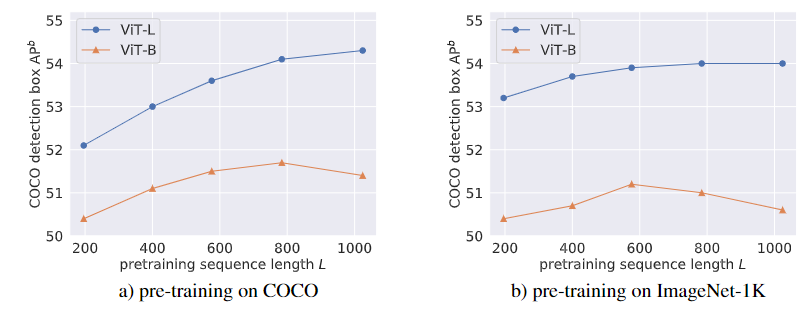 55
54
53
52
51
50
COCO detection box APᵇ
ViT-L
ViT-B
200 400 600 800 1000
pretraining sequence length L
a) pre-training on COCO
55
54
53
52
51
50
COCO detection box APᵇ
ViT-L
ViT-B
200 400 600 800 1000
pretraining sequence length L
b) pre-training on ImageNet-1K